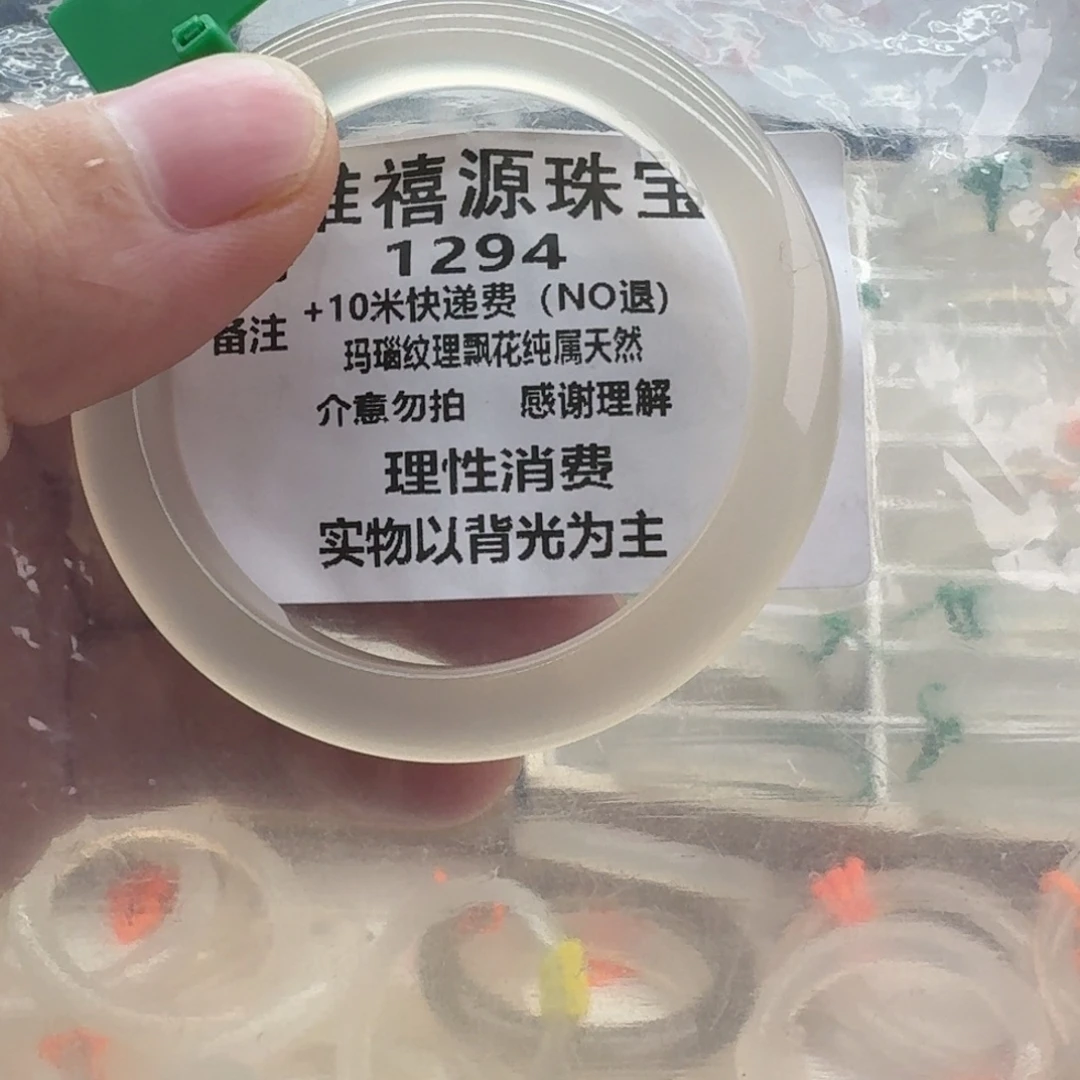 禧源珠宝
1294
+10米快递费（NO退）
备注
玛瑙纹理飘花纯属天然
介意勿拍 感谢理解
理性消费
实物以背光为主